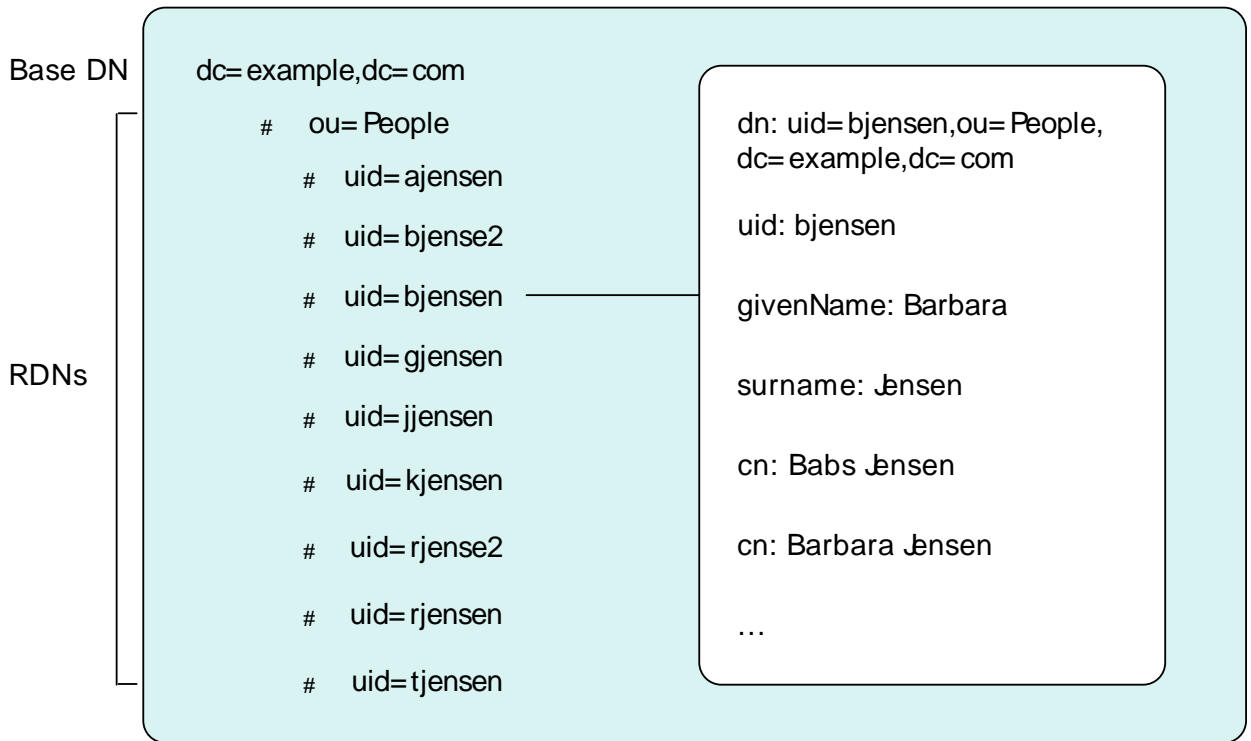 Base DN
dc=example,dc=com
# ou=People
# uid=ajensen
# uid=bjense2
# uid=bjensen
# uid=gjensen
# uid=jjensen
# uid=kjensen
# uid=rjense2
# uid=rjensen
# uid=tjensen
RDNs
dn: uid=bjensen,ou=People,
dc=example,dc=com
uid: bjensen
givenName: Barbara
surname: Jensen
cn: Babs Jensen
cn: Barbara Jensen
…